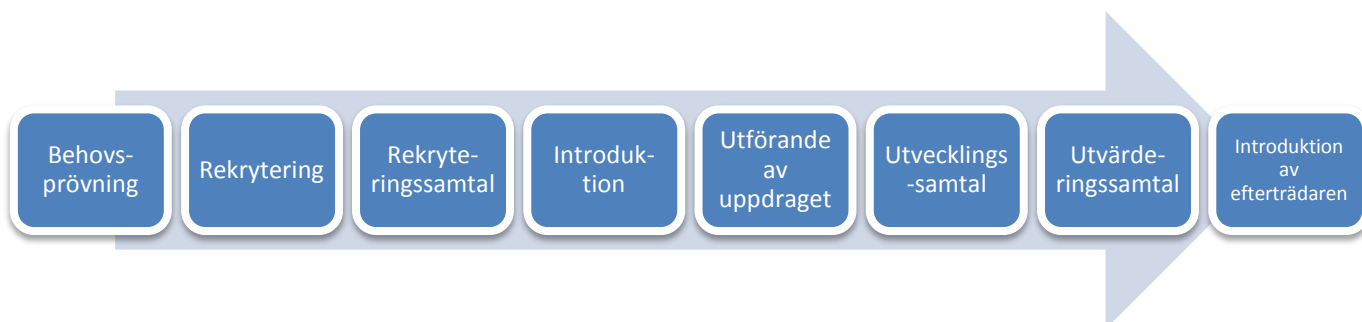 Behovs-
prövning
Rekrytering
Rekryte-
ringssamtal
Introduk-
tion
Utförande
av
uppdraget
Utvecklings
-samtal
Utvärde-
ringssamtal
Introduktion
av
efterträdaren